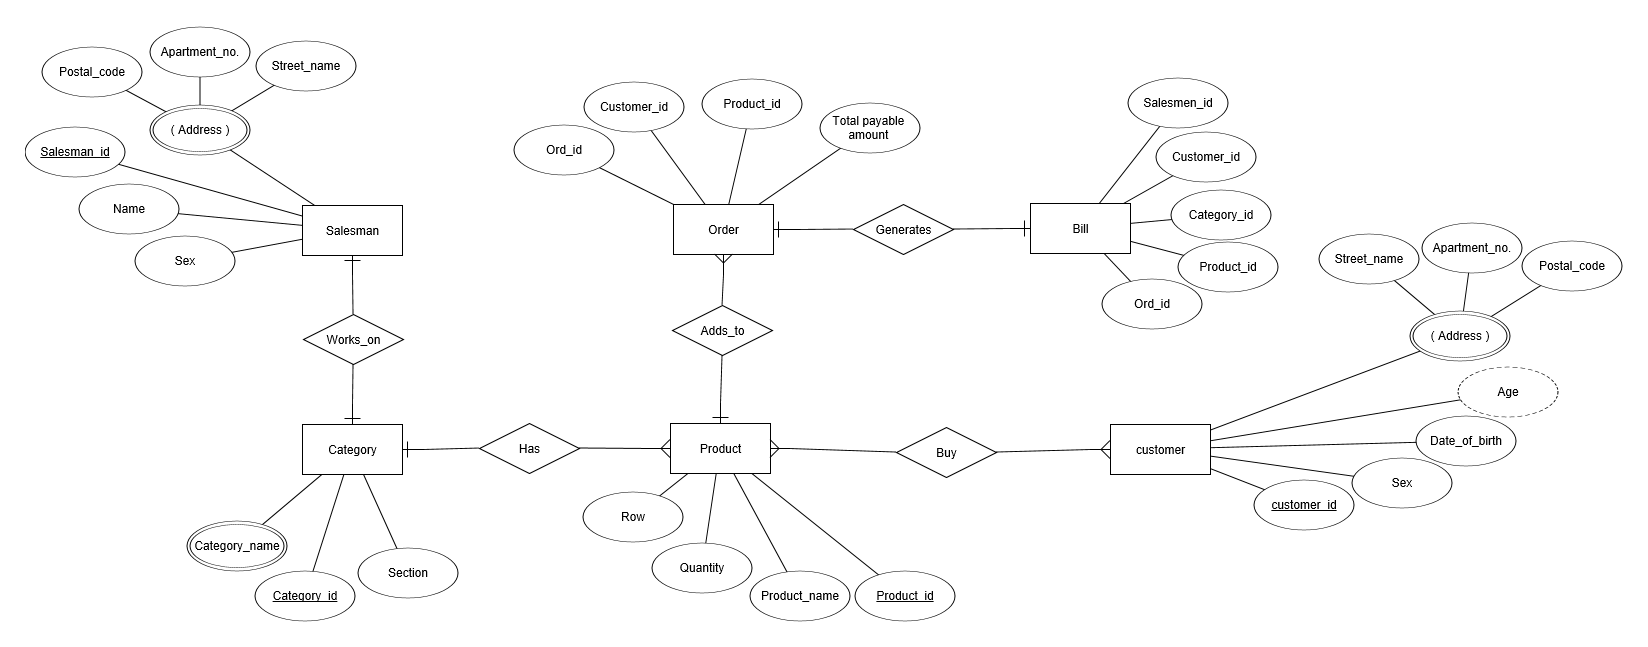 Postal_code
Apartment_no.
Street_name
( Address )
Salesman_id
Name
Sex
Salesman
Works_on
Category
Category_name
Category_id
Section
Has
Ord_id
Customer_id
Product_id
Total payable
amount
Order
Generates
Bill
Salesmen_id
Customer_id
Category_id
Product_id
Ord_id
Adds_to
Product
Row
Quantity
Product_name
Product_id
Buy
customer
Street_name
Apartment_no.
Postal_code
( Address )
Age
Date_of_birth
Sex
customer_id